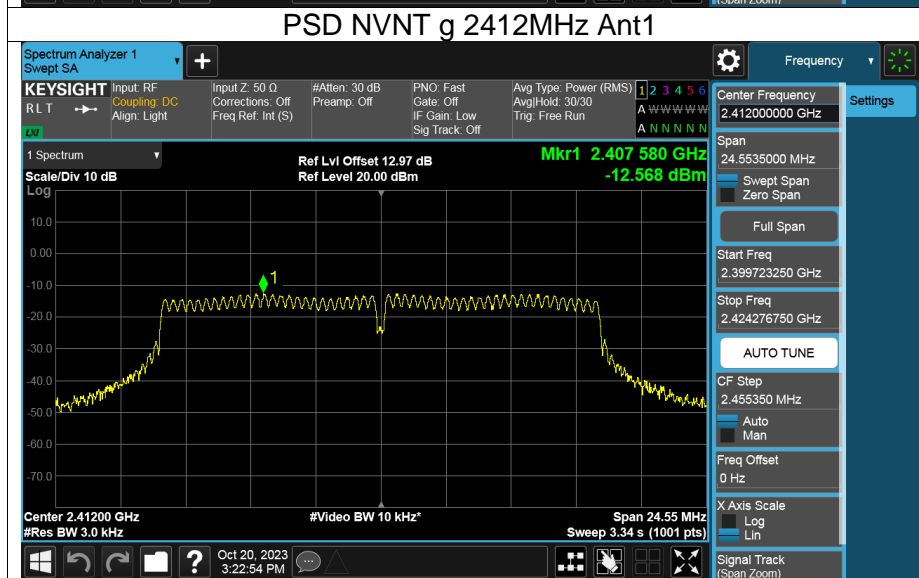 (Span Zoom)
PSD NVNT g 2412MHz Ant1
Spectrum Analyzer 1
Swept SA
+
Frequency
KEYSIGHT
R L T
LXI
Input: RF
Coupling: DC
Align: Light
Input Z: 50 Ω
Corrections: Off
Freq Ref: Int (S)
#Atten: 30 dB
Preamp: Off
PNO: Fast
Gate: Off
IF Gain: Low
Sig Track: Off
Avg Type: Power (RMS)
Avg|Hold: 30/30
Trig: Free Run
1 2 3 4 5 6
A W W W W W
A N N N N N
1 Spectrum
Scale/Div 10 dB
Log
Ref Lvl Offset 12.97 dB
Ref Level 20.00 dBm
Mkr1 2.407 580 GHz
-12.568 dBm
10.0
0.00
-10.0
-20.0
-30.0
-40.0
-50.0
-60.0
-70.0
1
Center 2.41200 GHz
#Res BW 3.0 kHz
#Video BW 10 kHz*
Span 24.55 MHz
Sweep 3.34 s (1001 pts)
Center Frequency
2.412000000 GHz
Settings
Span
24.5535000 MHz
Swept Span
Zero Span
Full Span
Start Freq
2.399723250 GHz
Stop Freq
2.424276750 GHz
AUTO TUNE
CF Step
2.455350 MHz
Auto
Man
Freq Offset
0 Hz
X Axis Scale
Log
Lin
Signal Track
(Span Zoom)
?
Oct 20, 2023
3:22:54 PM